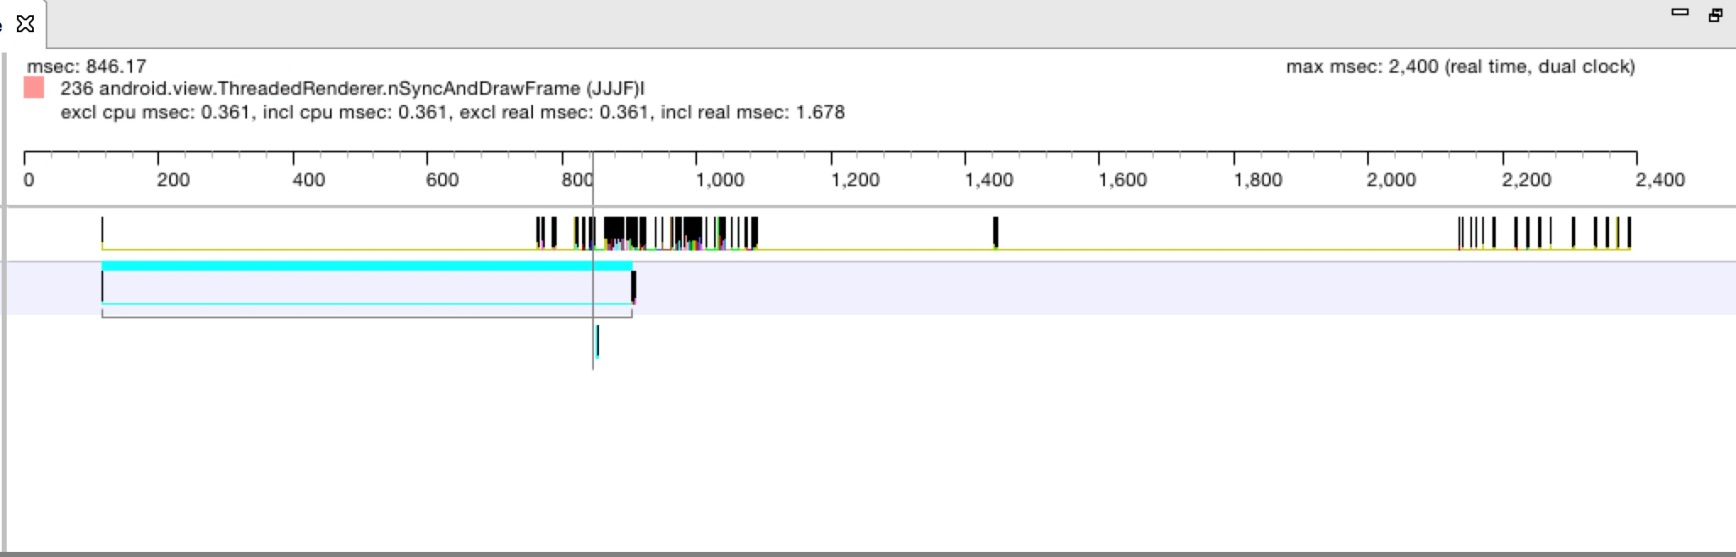 msec: 846.17
max msec: 2,400 (real time, dual clock)
236 android.view.ThreadedRenderer.nSyncAndDrawFrame (JJJF)I
excl cpu msec: 0.361, incl cpu msec: 0.361, excl real msec: 0.361, incl real msec: 1.678
0 200 400 600 800 1,000 1,200 1,400 1,600 1,800 2,000 2,200 2,400